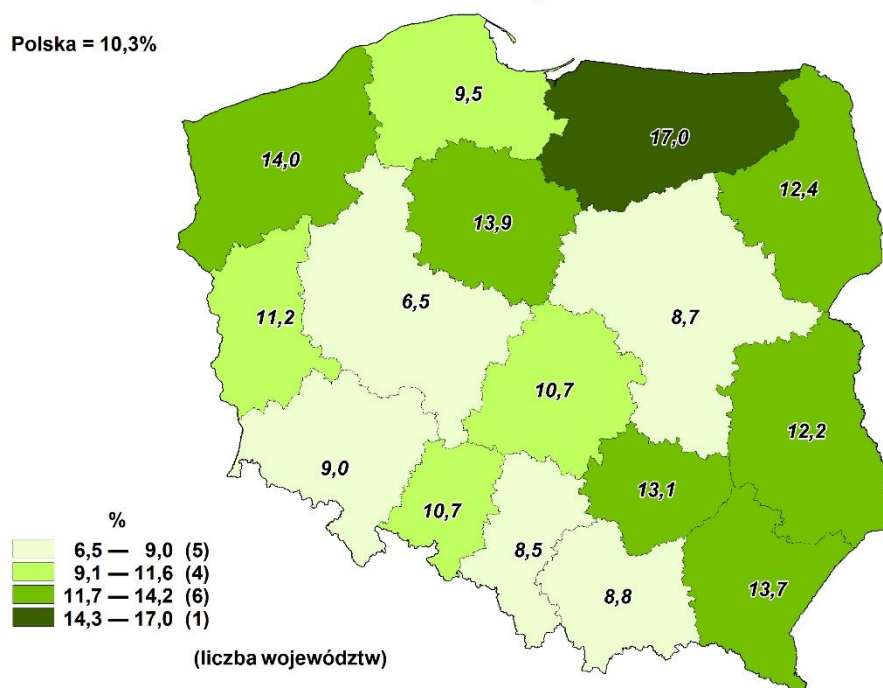 Polska = 10,3%
9,5
17,0
14,0
12,4
13,9
6,5
11,2
8,7
10,7
12,2
9,0
13,1
10,7
8,5
13,7
8,8
%
6,5 — 9,0 (5)
9,1 — 11,6 (4)
11,7 — 14,2 (6)
14,3 — 17,0 (1)
(liczba województw)